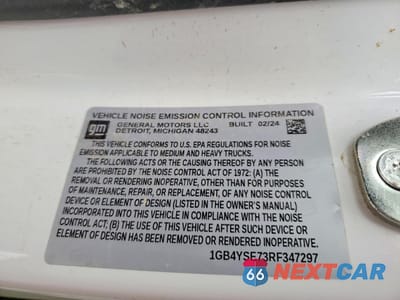 VEHICLE NOISE EMISSION CONTROL INFORMATION
gm
GENERAL MOTORS LLC BUILT 02/24
DETROIT, MICHIGAN 48243
THIS VEHICLE CONFORMS TO U.S. EPA REGULATIONS FOR NOISE
EMISSION APPLICABLE TO MEDIUM AND HEAVY TRUCKS.
THE FOLLOWING ACTS OR THE CAUSING THEREOF BY ANY PERSON
ARE PROHIBITED BY THE NOISE CONTROL ACT OF 1972: (A) THE
REMOVAL OR RENDERING INOPERATIVE, OTHER THAN FOR PURPOSES
OF MAINTENANCE, REPAIR, OR REPLACEMENT, OF ANY NOISE CONTROL
DEVICE OR ELEMENT OF DESIGN (LISTED IN THE OWNER'S MANUAL)
INCORPORATED INTO THIS VEHICLE IN COMPLIANCE WITH THE NOISE
CONTROL ACT; (B) THE USE OF THIS VEHICLE AFTER SUCH DEVICE OR
ELEMENT OF DESIGN HAS BEEN REMOVED OR RENDERED INOPERATIVE.
1GB4YSE73RF347297
66 NEXTCAR